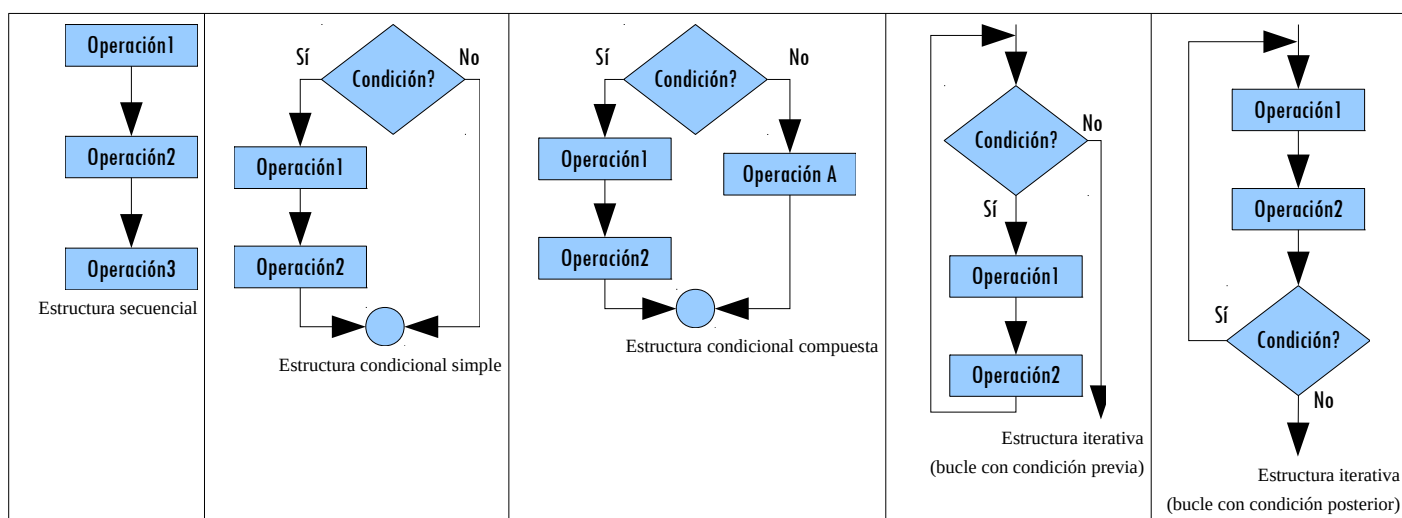 Operación1
Operación2
Operación3
Estructura secuencial
Condición?
Sí
No
Operación1
Operación2
Estructura condicional simple
Condición?
Sí
No
Operación1
Operación A
Operación2
Estructura condicional compuesta
Condición?
No
Sí
Operación1
Operación2
Estructura iterativa
(bucle con condición previa)
Operación1
Operación2
Sí
Condición?
No
Estructura iterativa
(bucle con condición posterior)